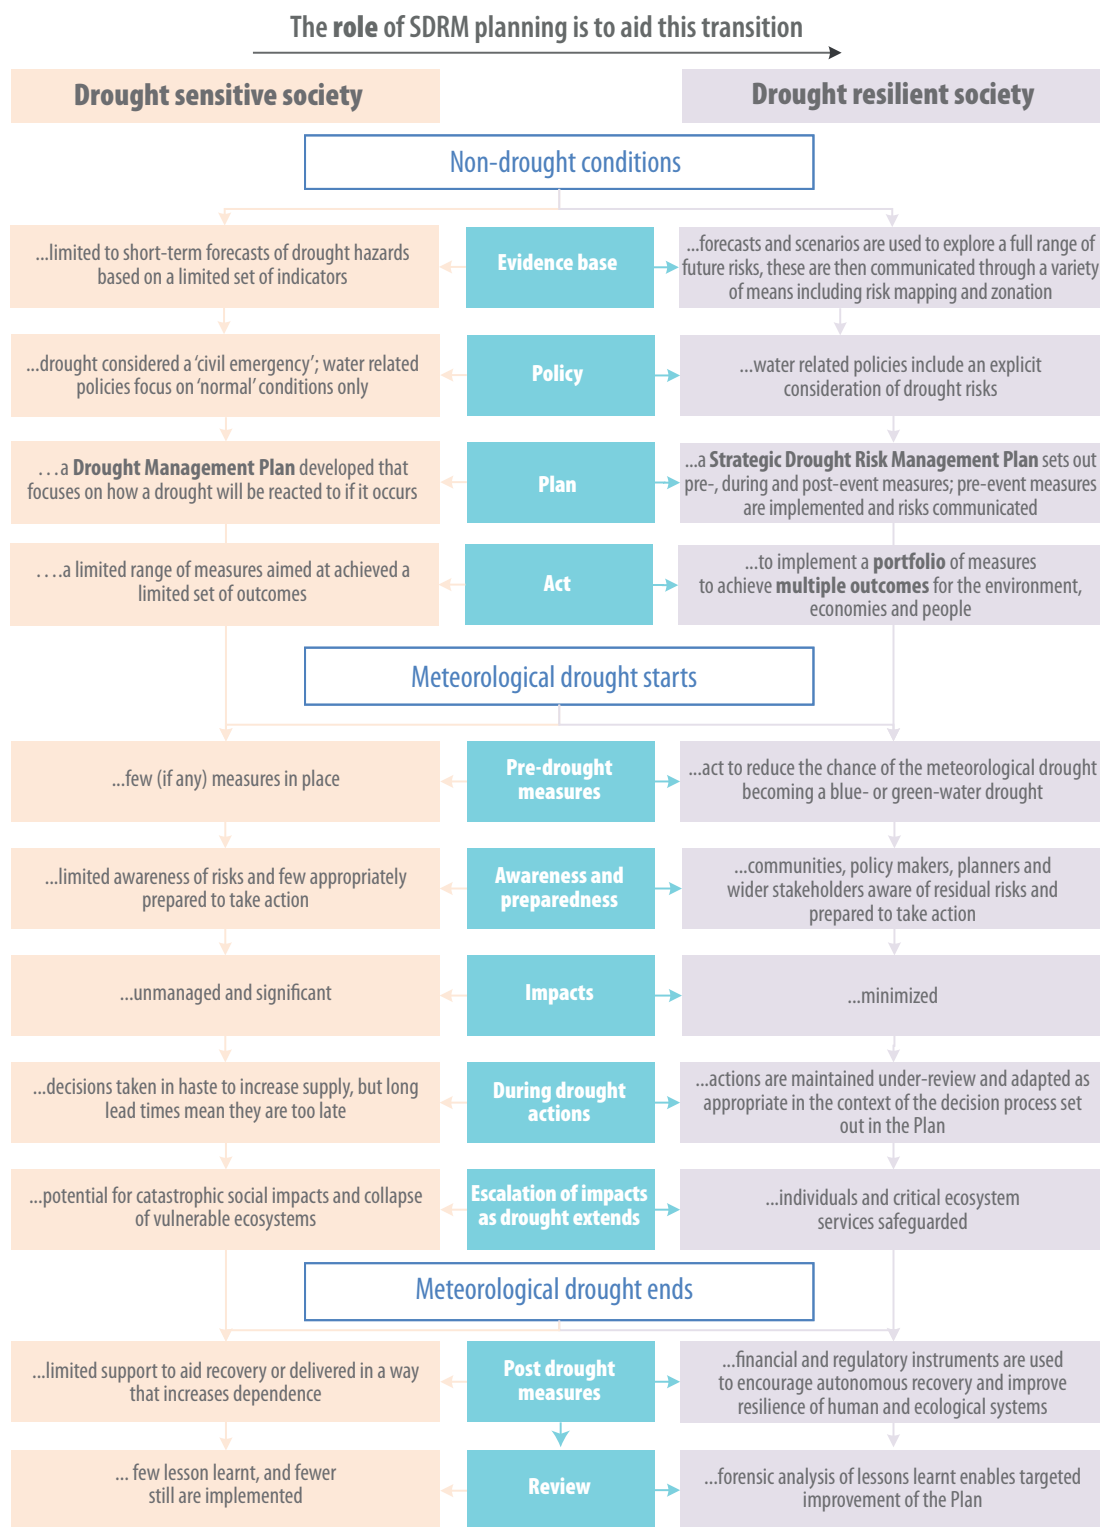 The role of SDRM planning is to aid this transition
Drought sensitive society
Drought resilient society
Non-drought conditions
...limited to short-term forecasts of drought hazards
based on a limited set of indicators
Evidence base
...forecasts and scenarios are used to explore a full range of
future risks, these are then communicated through a variety
of means including risk mapping and zonation
...drought considered a ‘civil emergency’; water related
policies focus on ‘normal’ conditions only
Policy
...water related policies include an explicit
consideration of drought risks
. . . a Drought Management Plan developed that
focuses on how a drought will be reacted to if it occurs
Plan
...a Strategic Drought Risk Management Plan sets out
pre-, during and post-event measures; pre-event measures
are implemented and risks communicated
. . . .a limited range of measures aimed at achieved a
limited set of outcomes
Act
...to implement a portfolio of measures
to achieve multiple outcomes for the environment,
economies and people
Meteorological drought starts
...few (if any) measures in place
Pre-drought
measures
...act to reduce the chance of the meteorological drought
becoming a blue- or green-water drought
...limited awareness of risks and few appropriately
prepared to take action
Awareness and
preparedness
...communities, policy makers, planners and
wider stakeholders aware of residual risks and
prepared to take action
...unmanaged and significant
Impacts
...minimized
...decisions taken in haste to increase supply, but long
lead times mean they are too late
During drought
actions
...actions are maintained under-review and adapted as
appropriate in the context of the decision process set
out in the Plan
...potential for catastrophic social impacts and collapse
of vulnerable ecosystems
Escalation of impacts
as drought extends
...individuals and critical ecosystem
services safeguarded
Meteorological drought ends
...limited support to aid recovery or delivered in a way
that increases dependence
Post drought
measures
...financial and regulatory instruments are used
to encourage autonomous recovery and improve
resilience of human and ecological systems
... few lesson learnt, and fewer
still are implemented
Review
...forensic analysis of lessons learnt enables targeted
improvement of the Plan